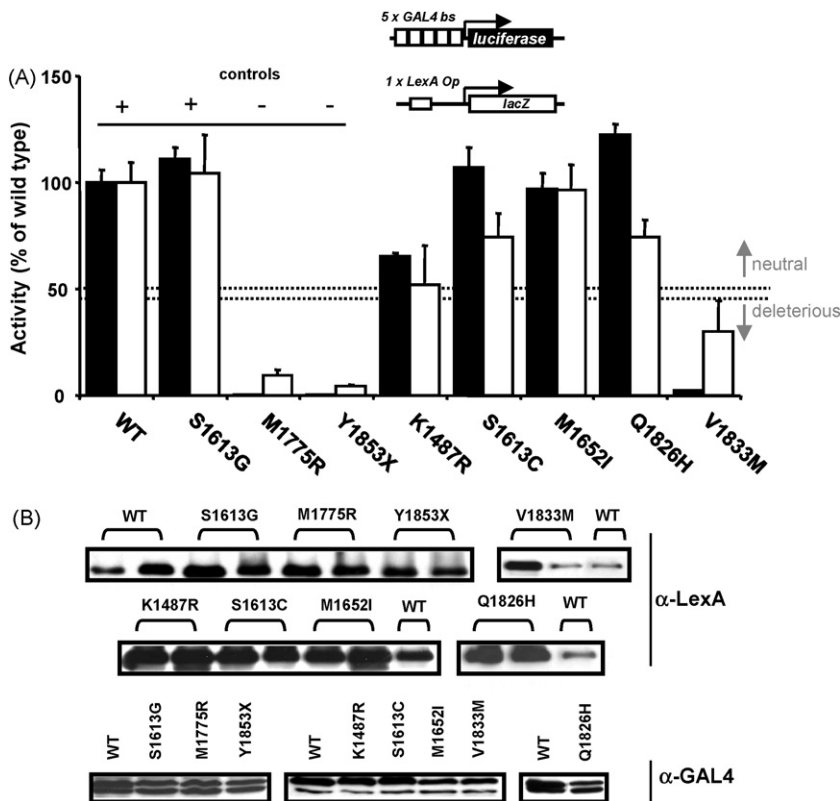 5 x GAL4 bs
luciferase
(A)
controls
1 x LexA Op
lacZ
Activity (% of wild type)
150
100
50
0
+ + - -
neutral
deleterious
WT S1613G M1775R Y1853X K1487R S1613C M1652I Q1826H V1833M
(B)
WT S1613G M1775R Y1853X V1833M WT
K1487R S1613C M1652I WT Q1826H WT
α-LexA
WT S1613G M1775R Y1853X WT K1487R S1613C M1652I V1833M WT Q1826H
α-GAL4